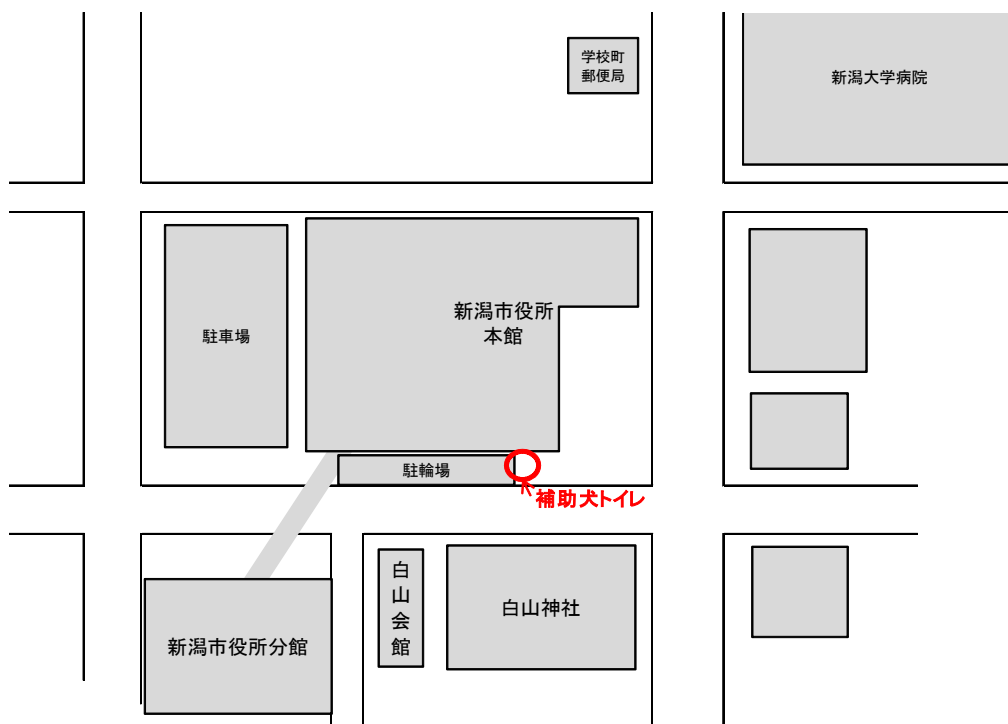 学校町
郵便局
新潟大学病院
新潟市役所
本館
駐車場
駐輪場
補助犬トイレ
白山会館
白山神社
新潟市役所分館